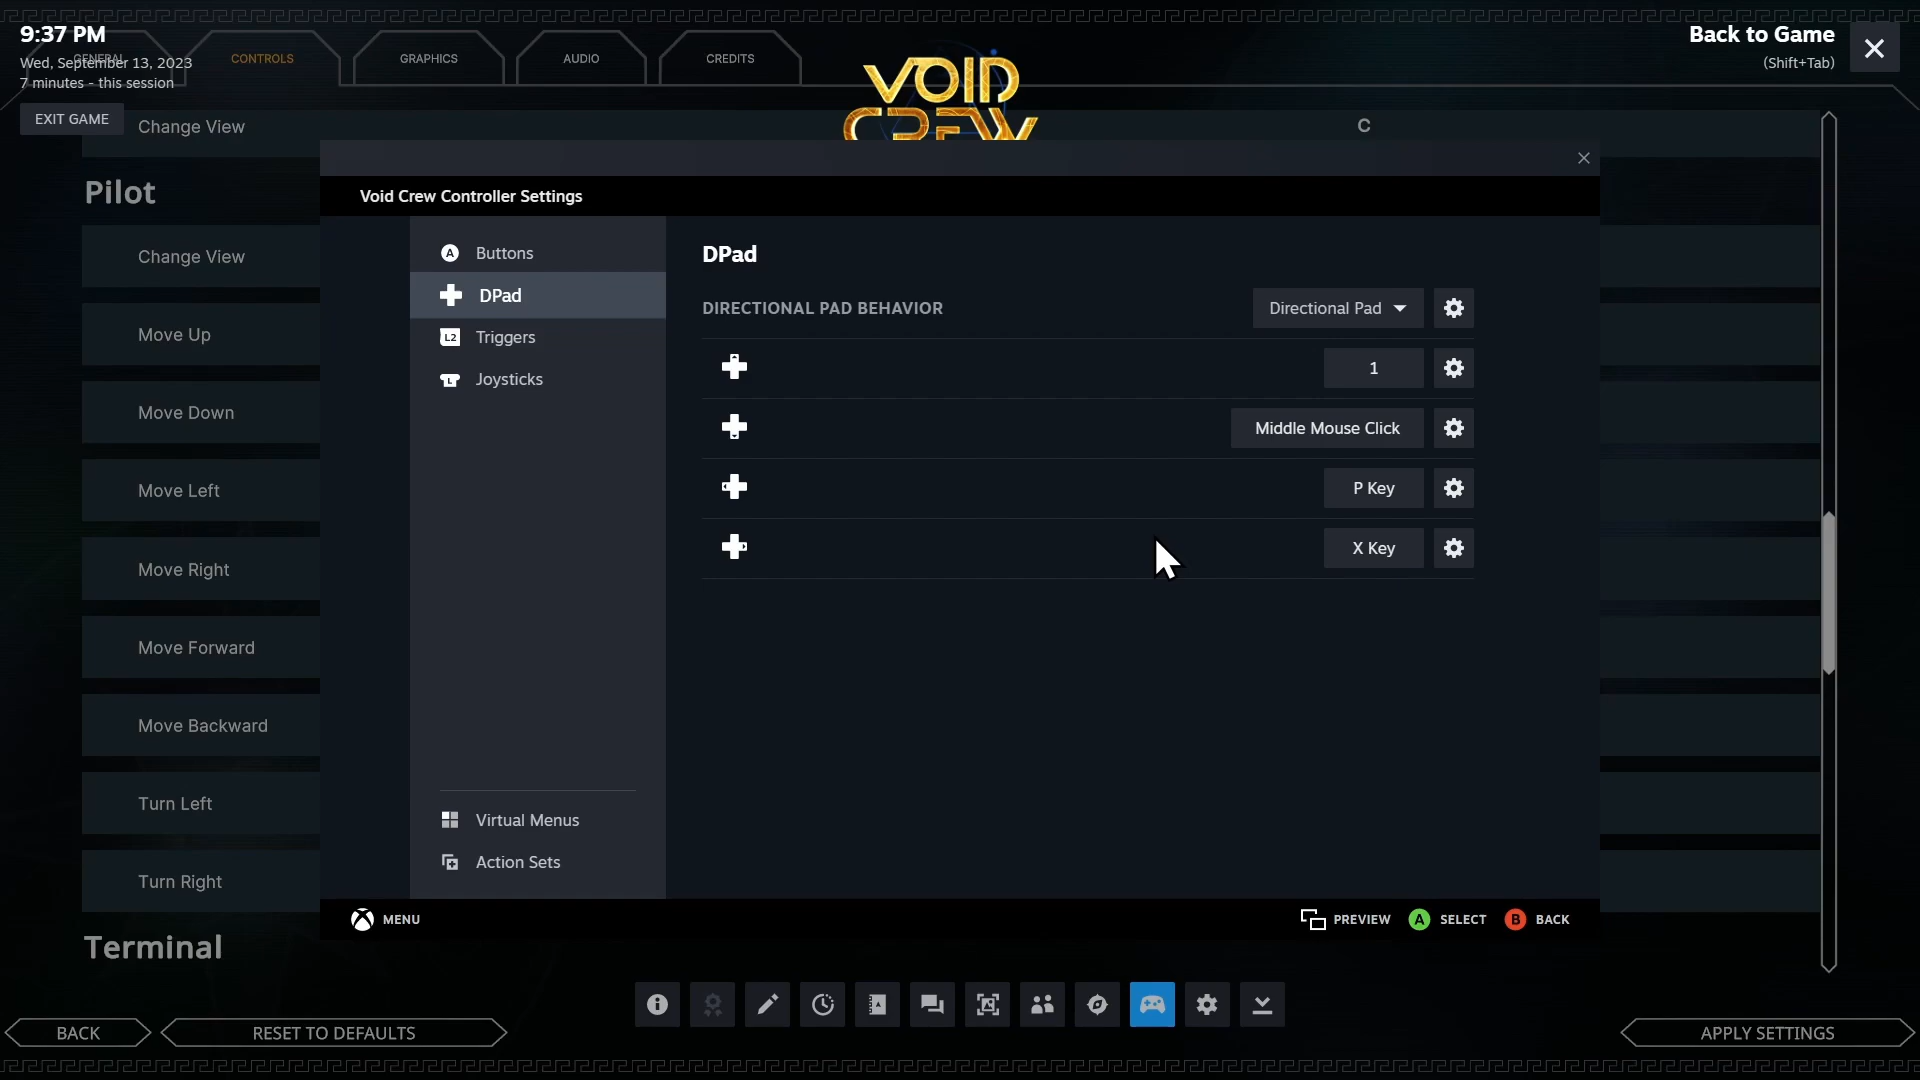 9:37 PM
Wed, September 13, 2023
7 minutes - this session
EXIT GAME
GENERAL
CONTROLS
GRAPHICS
AUDIO
CREDITS
VOID
CREW
Back to Game
(Shift+Tab)
Change View
C
Pilot
Change View
Move Up
Move Down
Move Left
Move Right
Move Forward
Move Backward
Turn Left
Turn Right
Terminal
Void Crew Controller Settings
A Buttons
DPad
L2 Triggers
L Joysticks
Virtual Menus
Action Sets
DPad
DIRECTIONAL PAD BEHAVIOR
Directional Pad
1
Middle Mouse Click
P Key
X Key
MENU
PREVIEW
A SELECT
B BACK
BACK
RESET TO DEFAULTS
APPLY SETTINGS